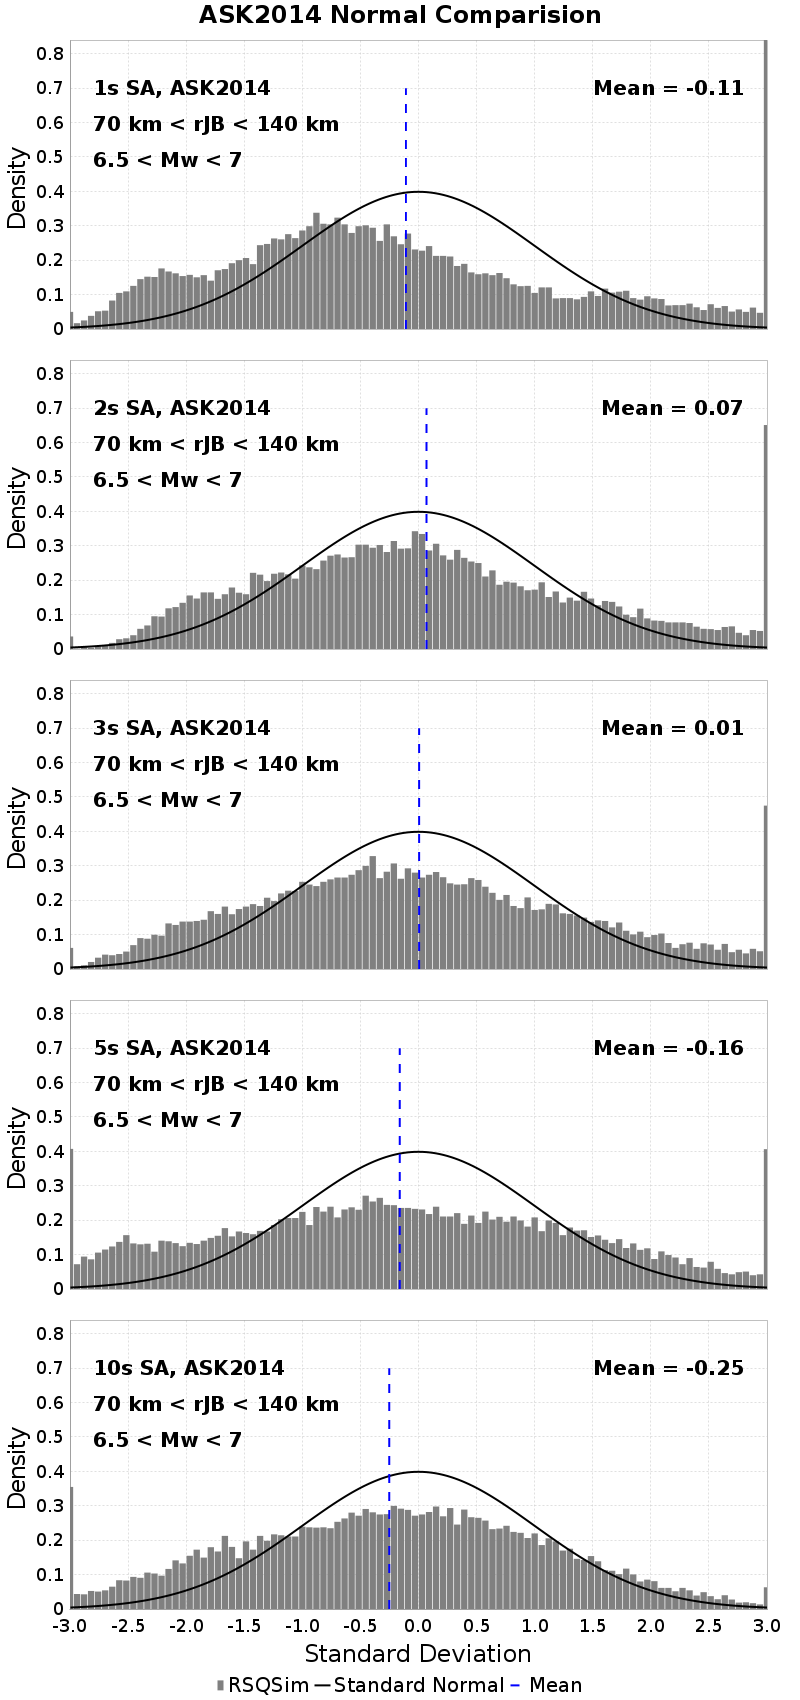 ASK2014 Normal Comparision
0.8
1s SA, ASK2014 Mean = -0.11
0.7
70 km < rJB < 140 km
0.6
6.5 < Mw < 7
0.5
0.4
0.3
0.2
0.1
0
Density
0.8
2s SA, ASK2014 Mean = 0.07
0.7
70 km < rJB < 140 km
0.6
6.5 < Mw < 7
0.5
0.4
0.3
0.2
0.1
0
Density
0.8
3s SA, ASK2014 Mean = 0.01
0.7
70 km < rJB < 140 km
0.6
6.5 < Mw < 7
0.5
0.4
0.3
0.2
0.1
0
Density
0.8
5s SA, ASK2014 Mean = -0.16
0.7
70 km < rJB < 140 km
0.6
6.5 < Mw < 7
0.5
0.4
0.3
0.2
0.1
0
Density
0.8
10s SA, ASK2014 Mean = -0.25
0.7
70 km < rJB < 140 km
0.6
6.5 < Mw < 7
0.5
0.4
0.3
0.2
0.1
0
Density
-3.0 -2.5 -2.0 -1.5 -1.0 -0.5 0.0 0.5 1.0 1.5 2.0 2.5 3.0
Standard Deviation
RSQSim Standard Normal Mean